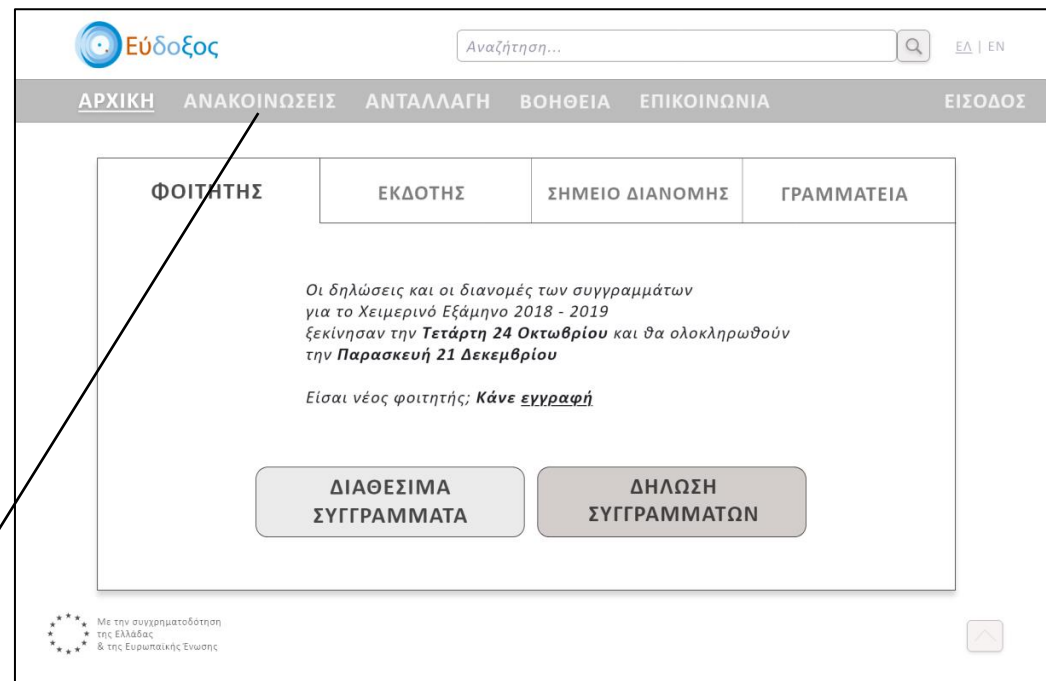 Εύδοξος
Αναζήτηση...
ΕΛ | EN
ΑΡΧΙΚΗ ΑΝΑΚΟΙΝΩΣΕΙΣ ΑΝΤΑΛΛΑΓΗ ΒΟΗΘΕΙΑ ΕΠΙΚΟΙΝΩΝΙΑ ΕΙΣΟΔΟΣ
ΦΟΙΤΗΤΗΣ ΕΚΔΟΤΗΣ ΣΗΜΕΙΟ ΔΙΑΝΟΜΗΣ ΓΡΑΜΜΑΤΕΙΑ
Οι δηλώσεις και οι διανομές των συγγραμμάτων
για το Χειμερινό Εξάμηνο 2018 - 2019
ξεκίνησαν την Τετάρτη 24 Οκτωβρίου και θα ολοκληρωθούν
την Παρασκευή 21 Δεκεμβρίου
Είσαι νέος φοιτητής; Κάνε εγγραφή
ΔΙΑΘΕΣΙΜΑ
ΣΥΓΓΡΑΜΜΑΤΑ
ΔΗΛΩΣΗ
ΣΥΓΓΡΑΜΜΑΤΩΝ
Με την συγχρηματοδότηση
της Ελλάδας
& της Ευρωπαϊκής Ένωσης